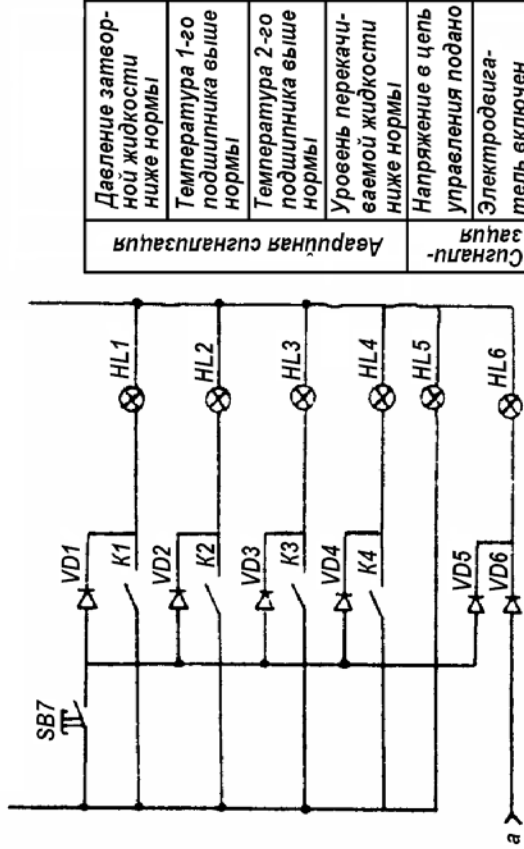 SB7
VD1
K1
HL1
VD2
K2
HL2
VD3
K3
HL3
VD4
K4
HL4
HL5
VD5
VD6
HL6
a
Аварийная сигнализация
Давление затвор-
ной жидкости
ниже нормы
Температура 1-го
подшипника выше
нормы
Температура 2-го
подшипника выше
нормы
Уровень перекачи-
ваемой жидкости
ниже нормы
Сигнали-
зация
Напряжение в цепь
управления подано
Электродвига-
тель включен